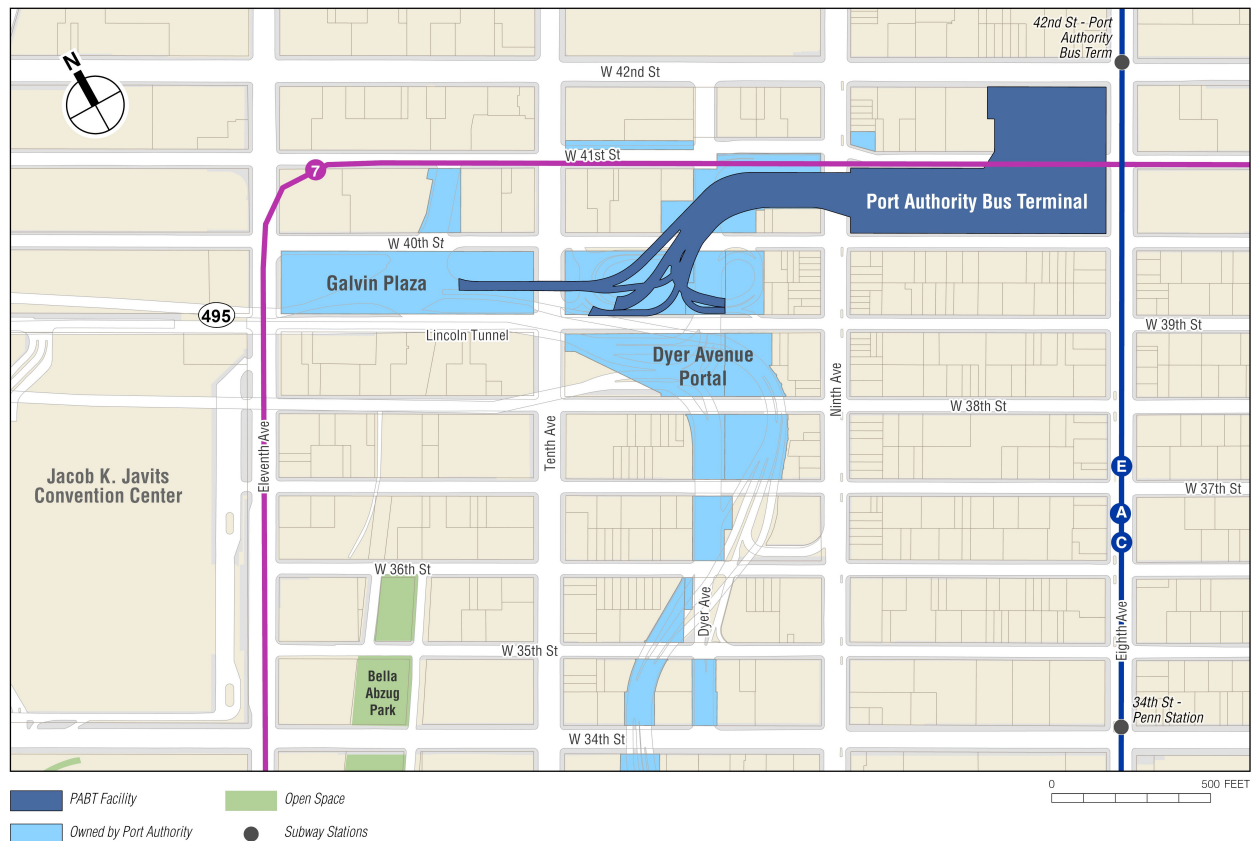 42nd St - Port
Authority
Bus Term
N
W 42nd St
W 41st St
7
Port Authority Bus Terminal
W 40th St
Galvin Plaza
495
W 39th St
Lincoln Tunnel
Dyer Avenue
Portal
Ninth Ave
W 38th St
Eleventh Ave
Tenth Ave
E
Jacob K. Javits
Convention Center
W 37th St
A
C
W 36th St
Dyer Ave
Eighth Ave
W 35th St
Bella
Abzug
Park
34th St -
Penn Station
W 34th St
0 500 FEET
PABT Facility
Open Space
Owned by Port Authority
Subway Stations